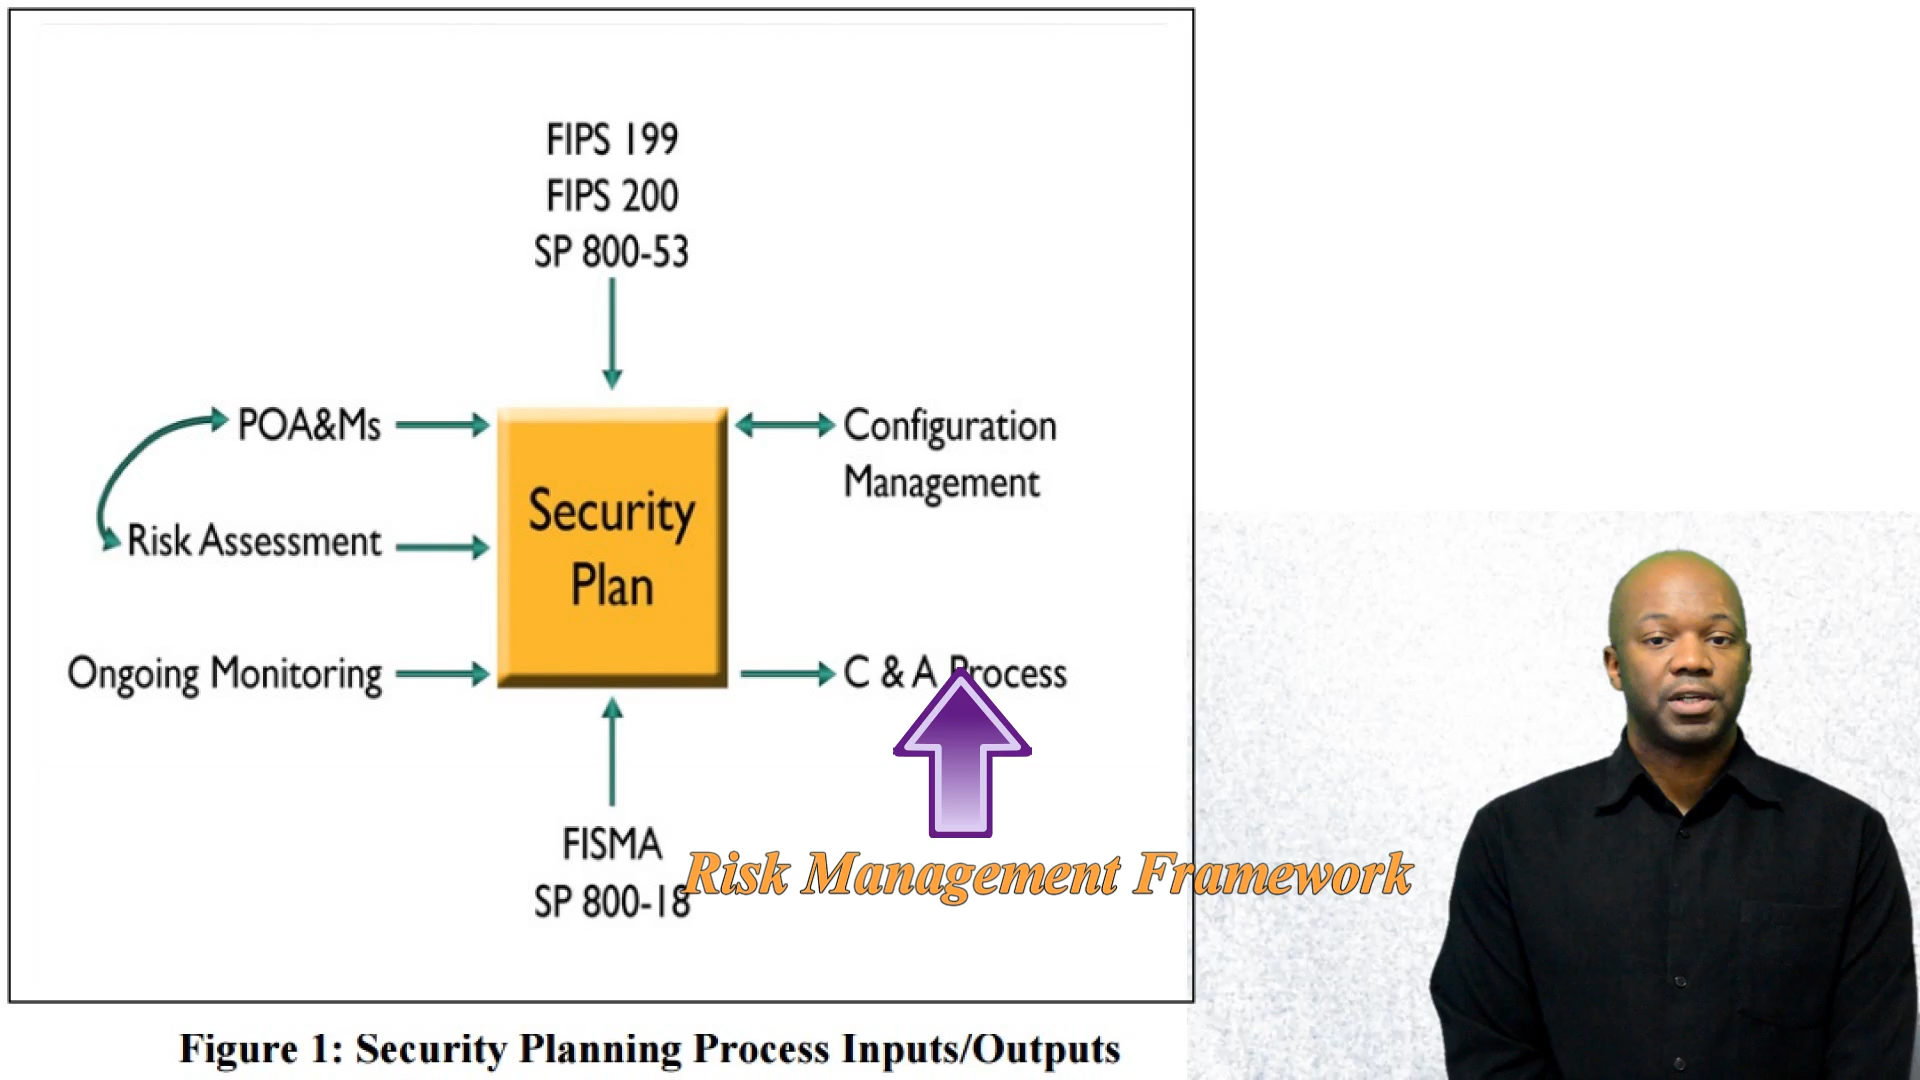 FIPS 199
FIPS 200
SP 800-53
POA&Ms
Configuration
Management
Security
Plan
Risk Assessment
Ongoing Monitoring
C & A Process
FISMA
SP 800-18
Risk Management Framework
Figure 1: Security Planning Process Inputs/Outputs